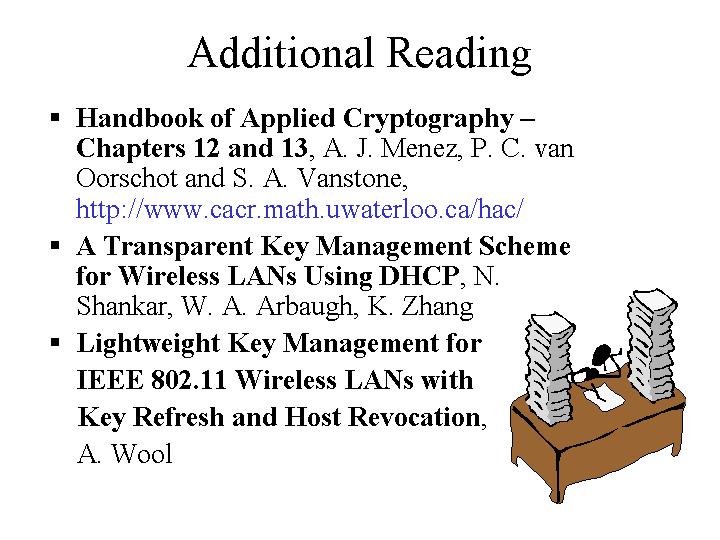 Additional Reading
▪ Handbook of Applied Cryptography –
Chapters 12 and 13, A. J. Menez, P. C. van
Oorschot and S. A. Vanstone,
http: //www. cacr. math. uwaterloo. ca/hac/
▪ A Transparent Key Management Scheme
for Wireless LANs Using DHCP, N.
Shankar, W. A. Arbaugh, K. Zhang
▪ Lightweight Key Management for
IEEE 802.11 Wireless LANs with
Key Refresh and Host Revocation,
A. Wool